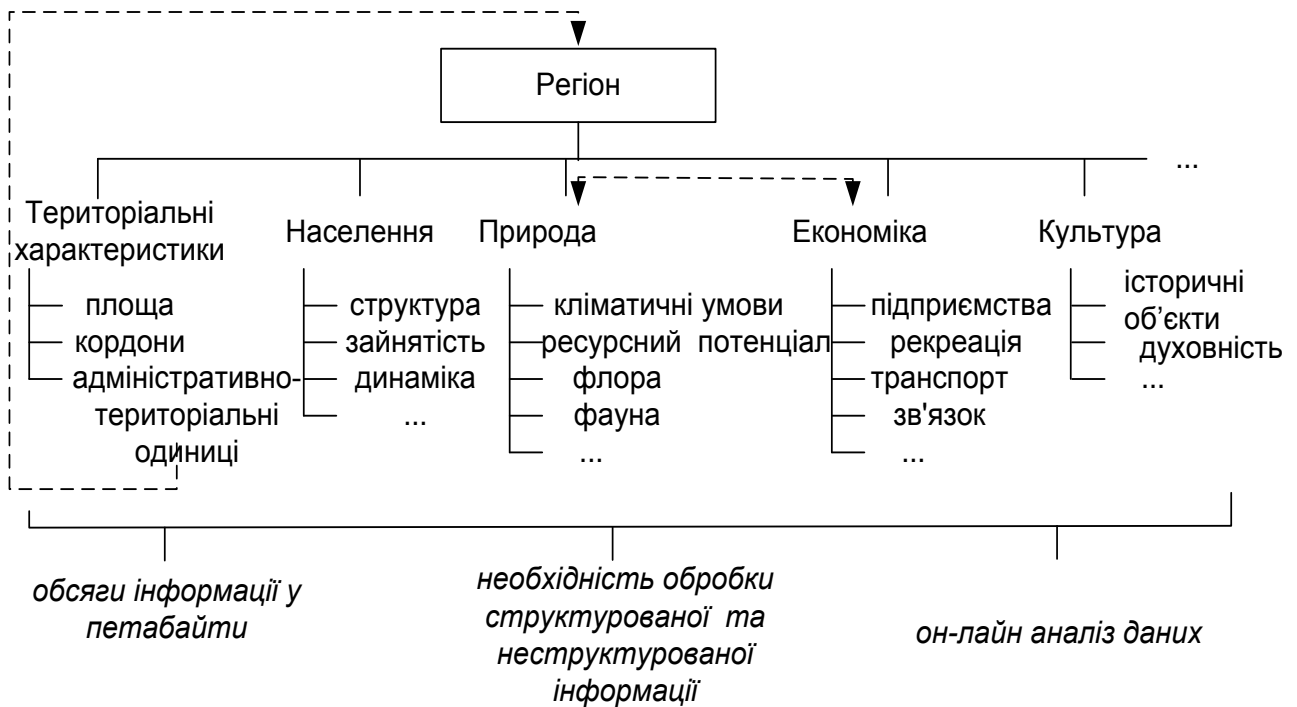 Регіон
...
Територіальні
характеристики
площа
кордони
адміністративно-
територіальні
одиниці
Населення
структура
зайнятість
динаміка
...
Природа
кліматичні умови
ресурсний потенціал
флора
фауна
...
Економіка
підприємства
рекреація
транспорт
зв'язок
...
Культура
історичні
об’єкти
духовність
...
обсяги інформації у
петабайти
необхідність обробки
структурованої та
неструктурованої
інформації
он-лайн аналіз даних